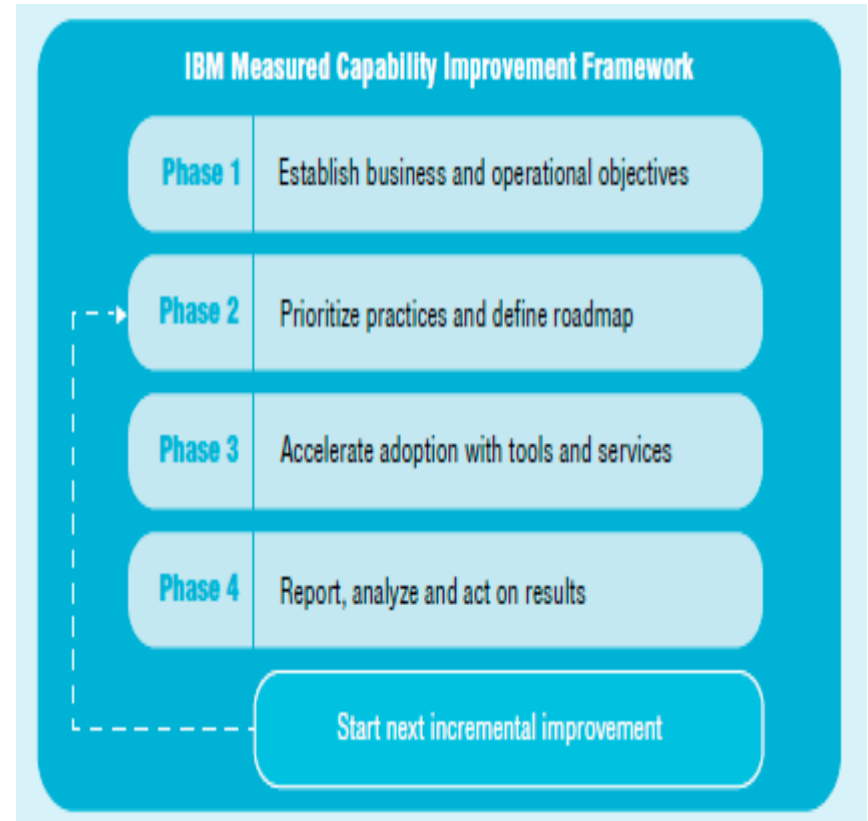 IBM Measured Capability Improvement Framework
Phase 1 Establish business and operational objectives
Phase 2 Prioritize practices and define roadmap
Phase 3 Accelerate adoption with tools and services
Phase 4 Report, analyze and act on results
Start next incremental improvement